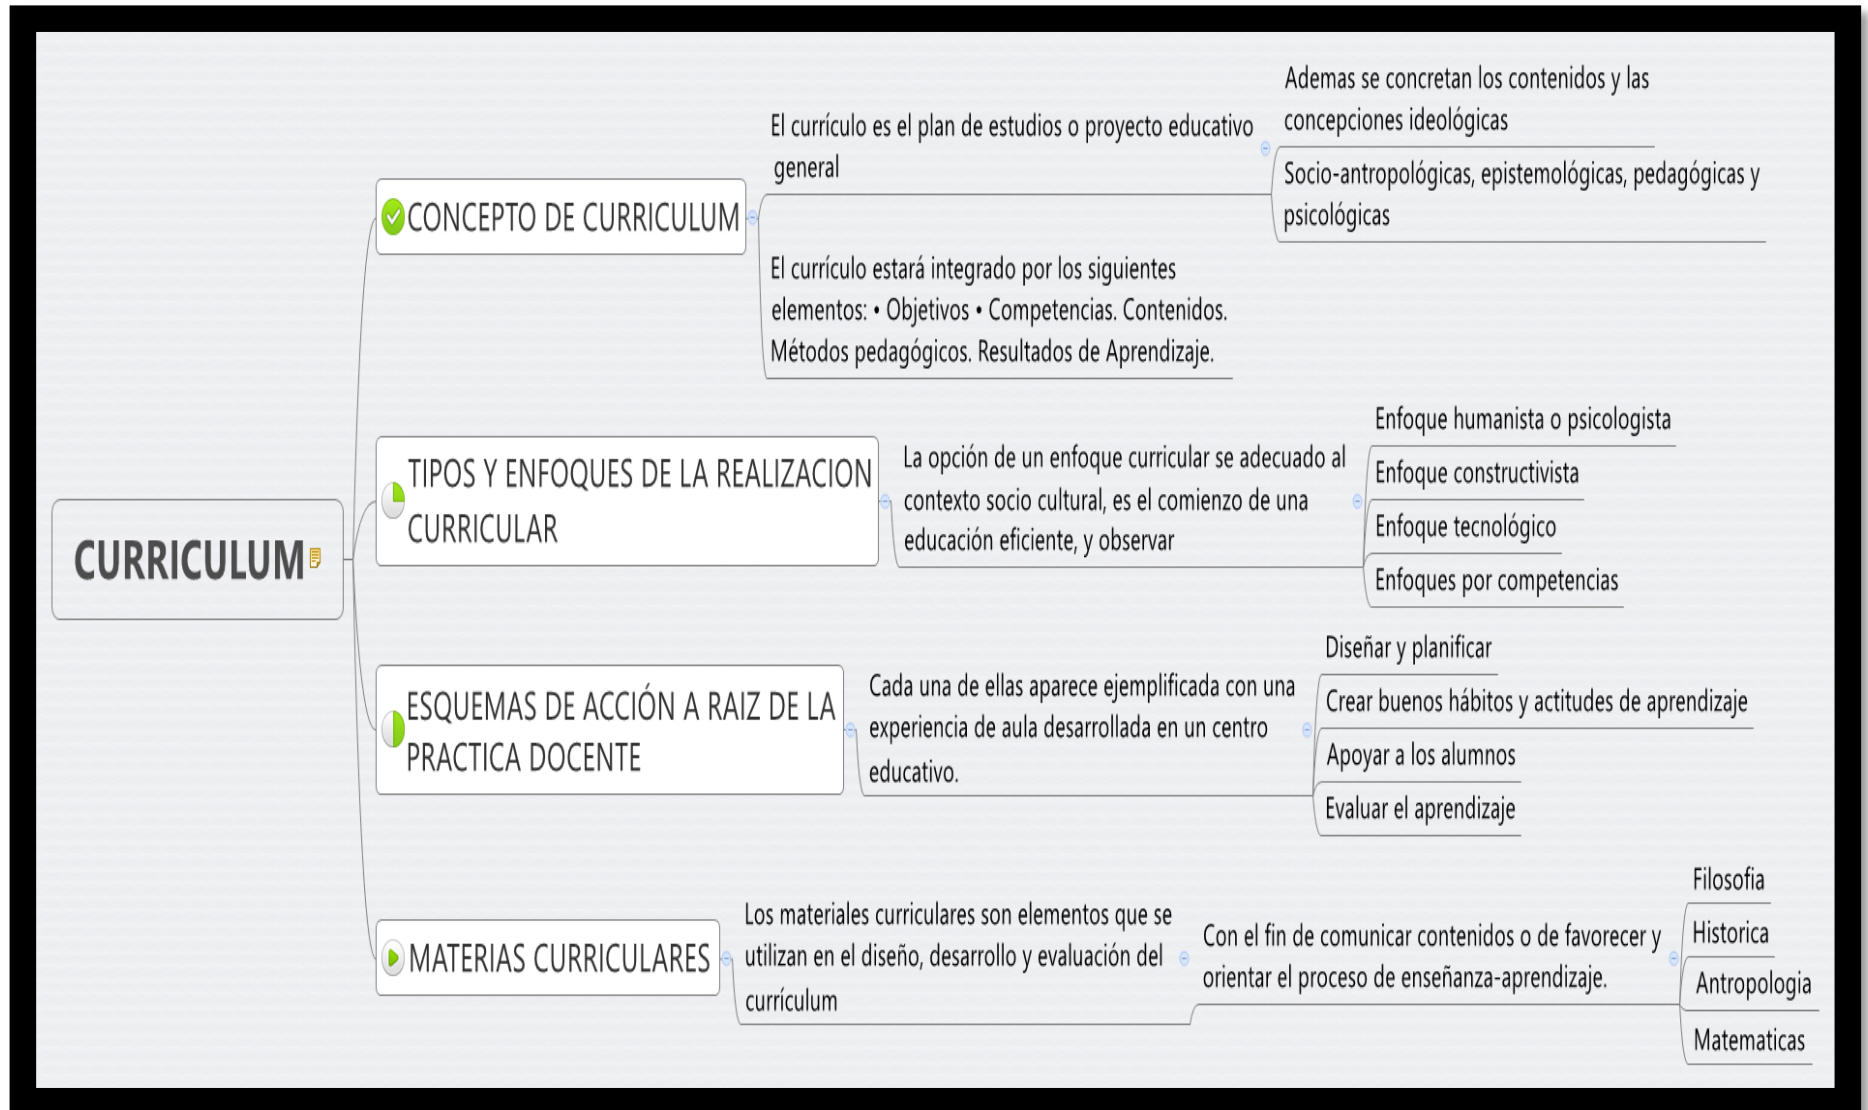 CURRICULUM
CONCEPTO DE CURRICULUM
El currículo es el plan de estudios o proyecto educativo
general
Ademas se concretan los contenidos y las
concepciones ideológicas
Socio-antropológicas, epistemológicas, pedagógicas y
psicológicas
El currículo estará integrado por los siguientes
elementos: • Objetivos • Competencias. Contenidos.
Métodos pedagógicos. Resultados de Aprendizaje.
TIPOS Y ENFOQUES DE LA REALIZACION
CURRICULAR
La opción de un enfoque curricular se adecuado al
contexto socio cultural, es el comienzo de una
educación eficiente, y observar
Enfoque humanista o psicologista
Enfoque constructivista
Enfoque tecnológico
Enfoques por competencias
ESQUEMAS DE ACCIÓN A RAIZ DE LA
PRACTICA DOCENTE
Cada una de ellas aparece ejemplificada con una
experiencia de aula desarrollada en un centro
educativo.
Diseñar y planificar
Crear buenos hábitos y actitudes de aprendizaje
Apoyar a los alumnos
Evaluar el aprendizaje
MATERIAS CURRICULARES
Los materiales curriculares son elementos que se
utilizan en el diseño, desarrollo y evaluación del
currículum
Con el fin de comunicar contenidos o de favorecer y
orientar el proceso de enseñanza-aprendizaje.
Filosofia
Historica
Antropologia
Matematicas